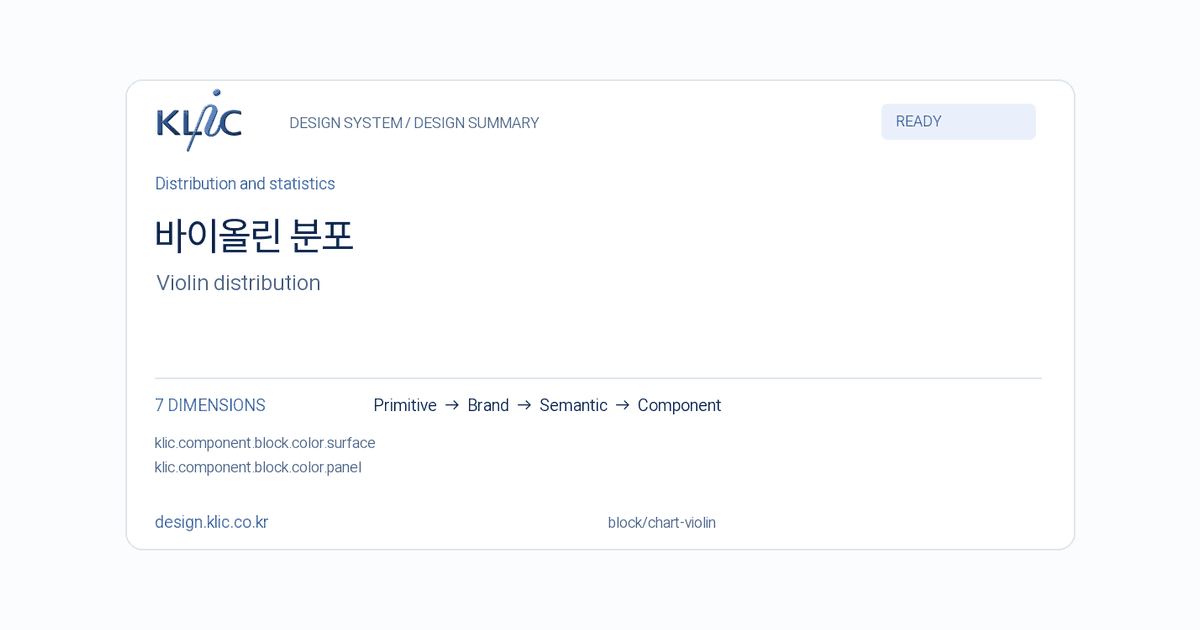 KLiC
DESIGN SYSTEM / DESIGN SUMMARY
READY
Distribution and statistics
바이올린 분포
Violin distribution
7 DIMENSIONS
Primitive → Brand → Semantic → Component
klic.component.block.color.surface
klic.component.block.color.panel
design.klic.co.kr
block/chart-violin